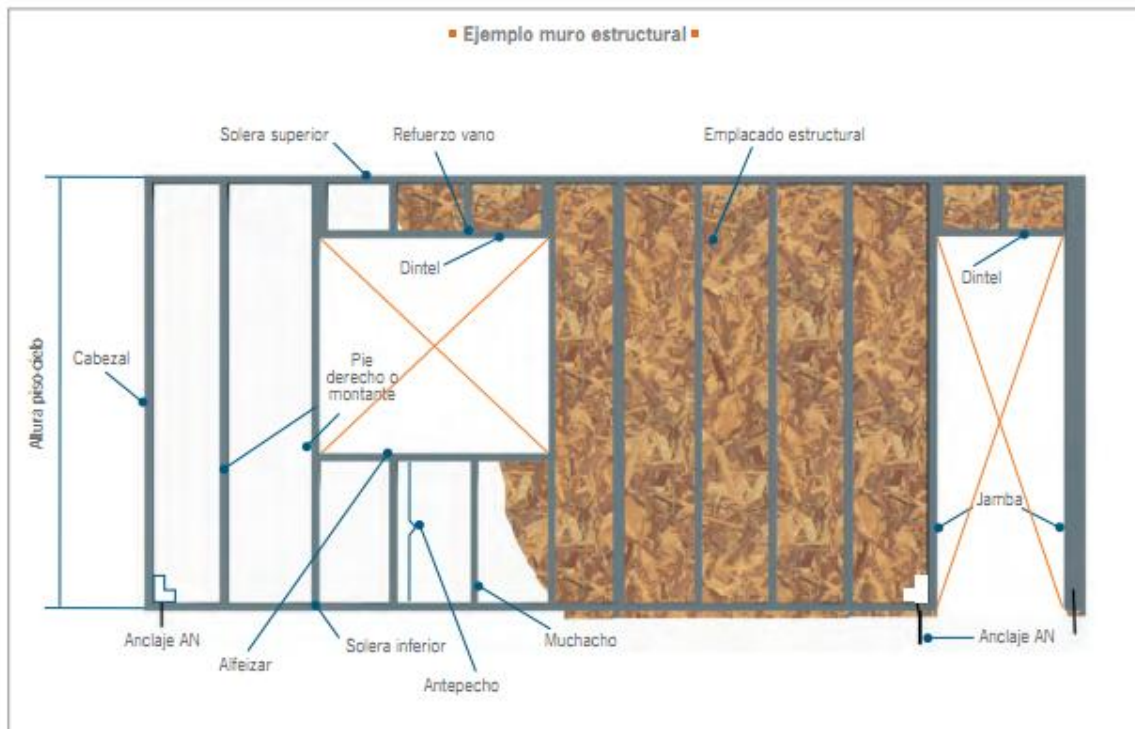 Ejemplo muro estructural
Solera superior
Refuerzo vano
Emplacado estructural
Dintel
Dintel
Cabezal
Altura piso-cielo
Pie
derecho o
montante
Jamba
Anclaje AN
Solera inferior
Muchacho
Anclaje AN
Alfeizar
Antepecho